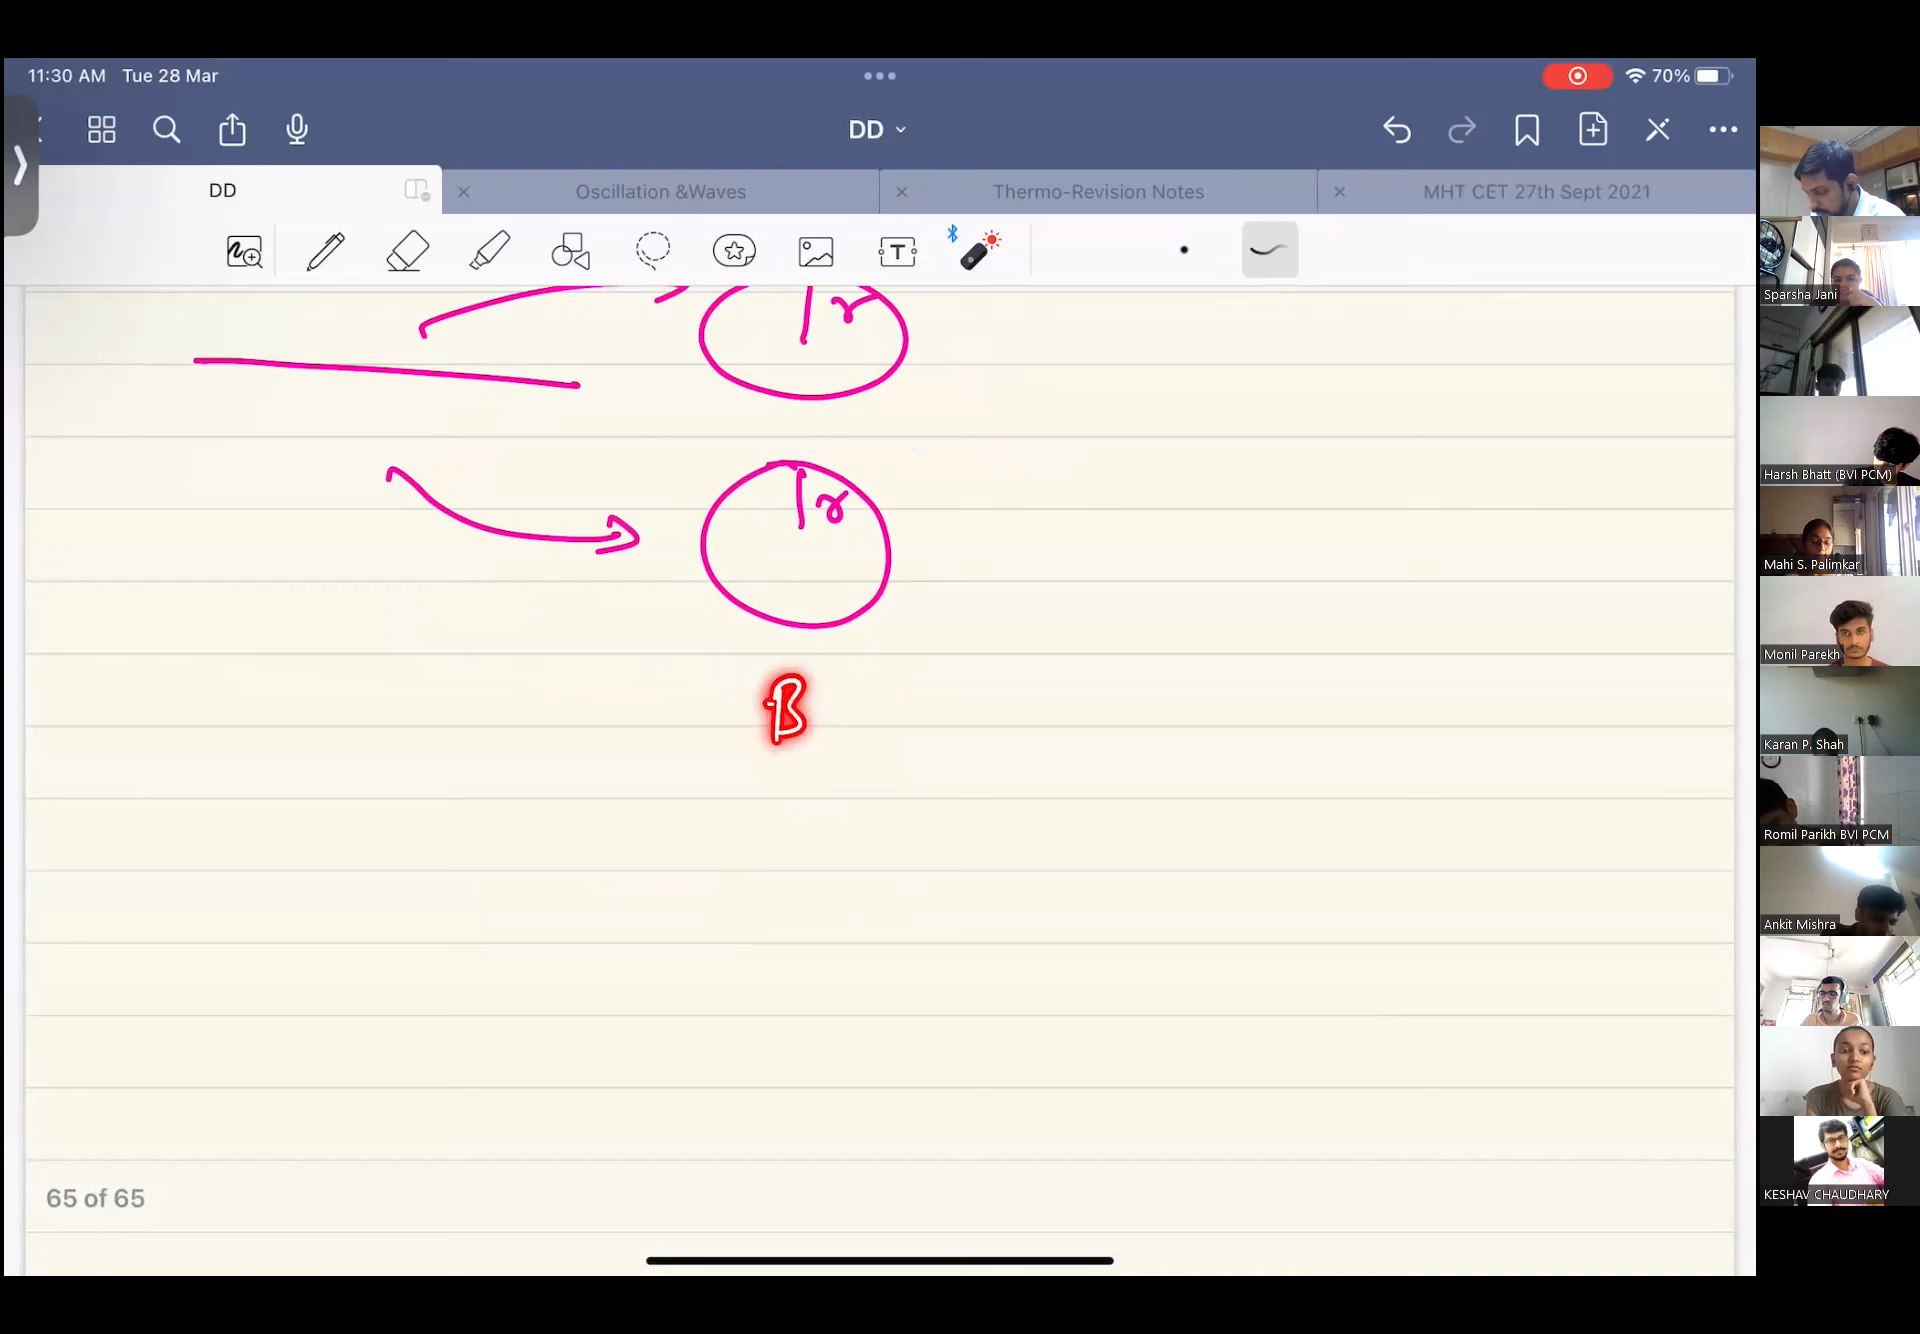 11:30 AM Tue 28 Mar
70%
DD
DD
Oscillation &Waves
Thermo-Revision Notes
MHT CET 27th Sept 2021
T
r
r
B
65 of 65
Sparsha Jani
Harsh Bhatt (BVI PCM)
Mahi S. Palimkar
Monil Parekh
Karan P. Shah
Romil Parikh BVI PCM
Ankit Mishra
KESHAV CHAUDHARY